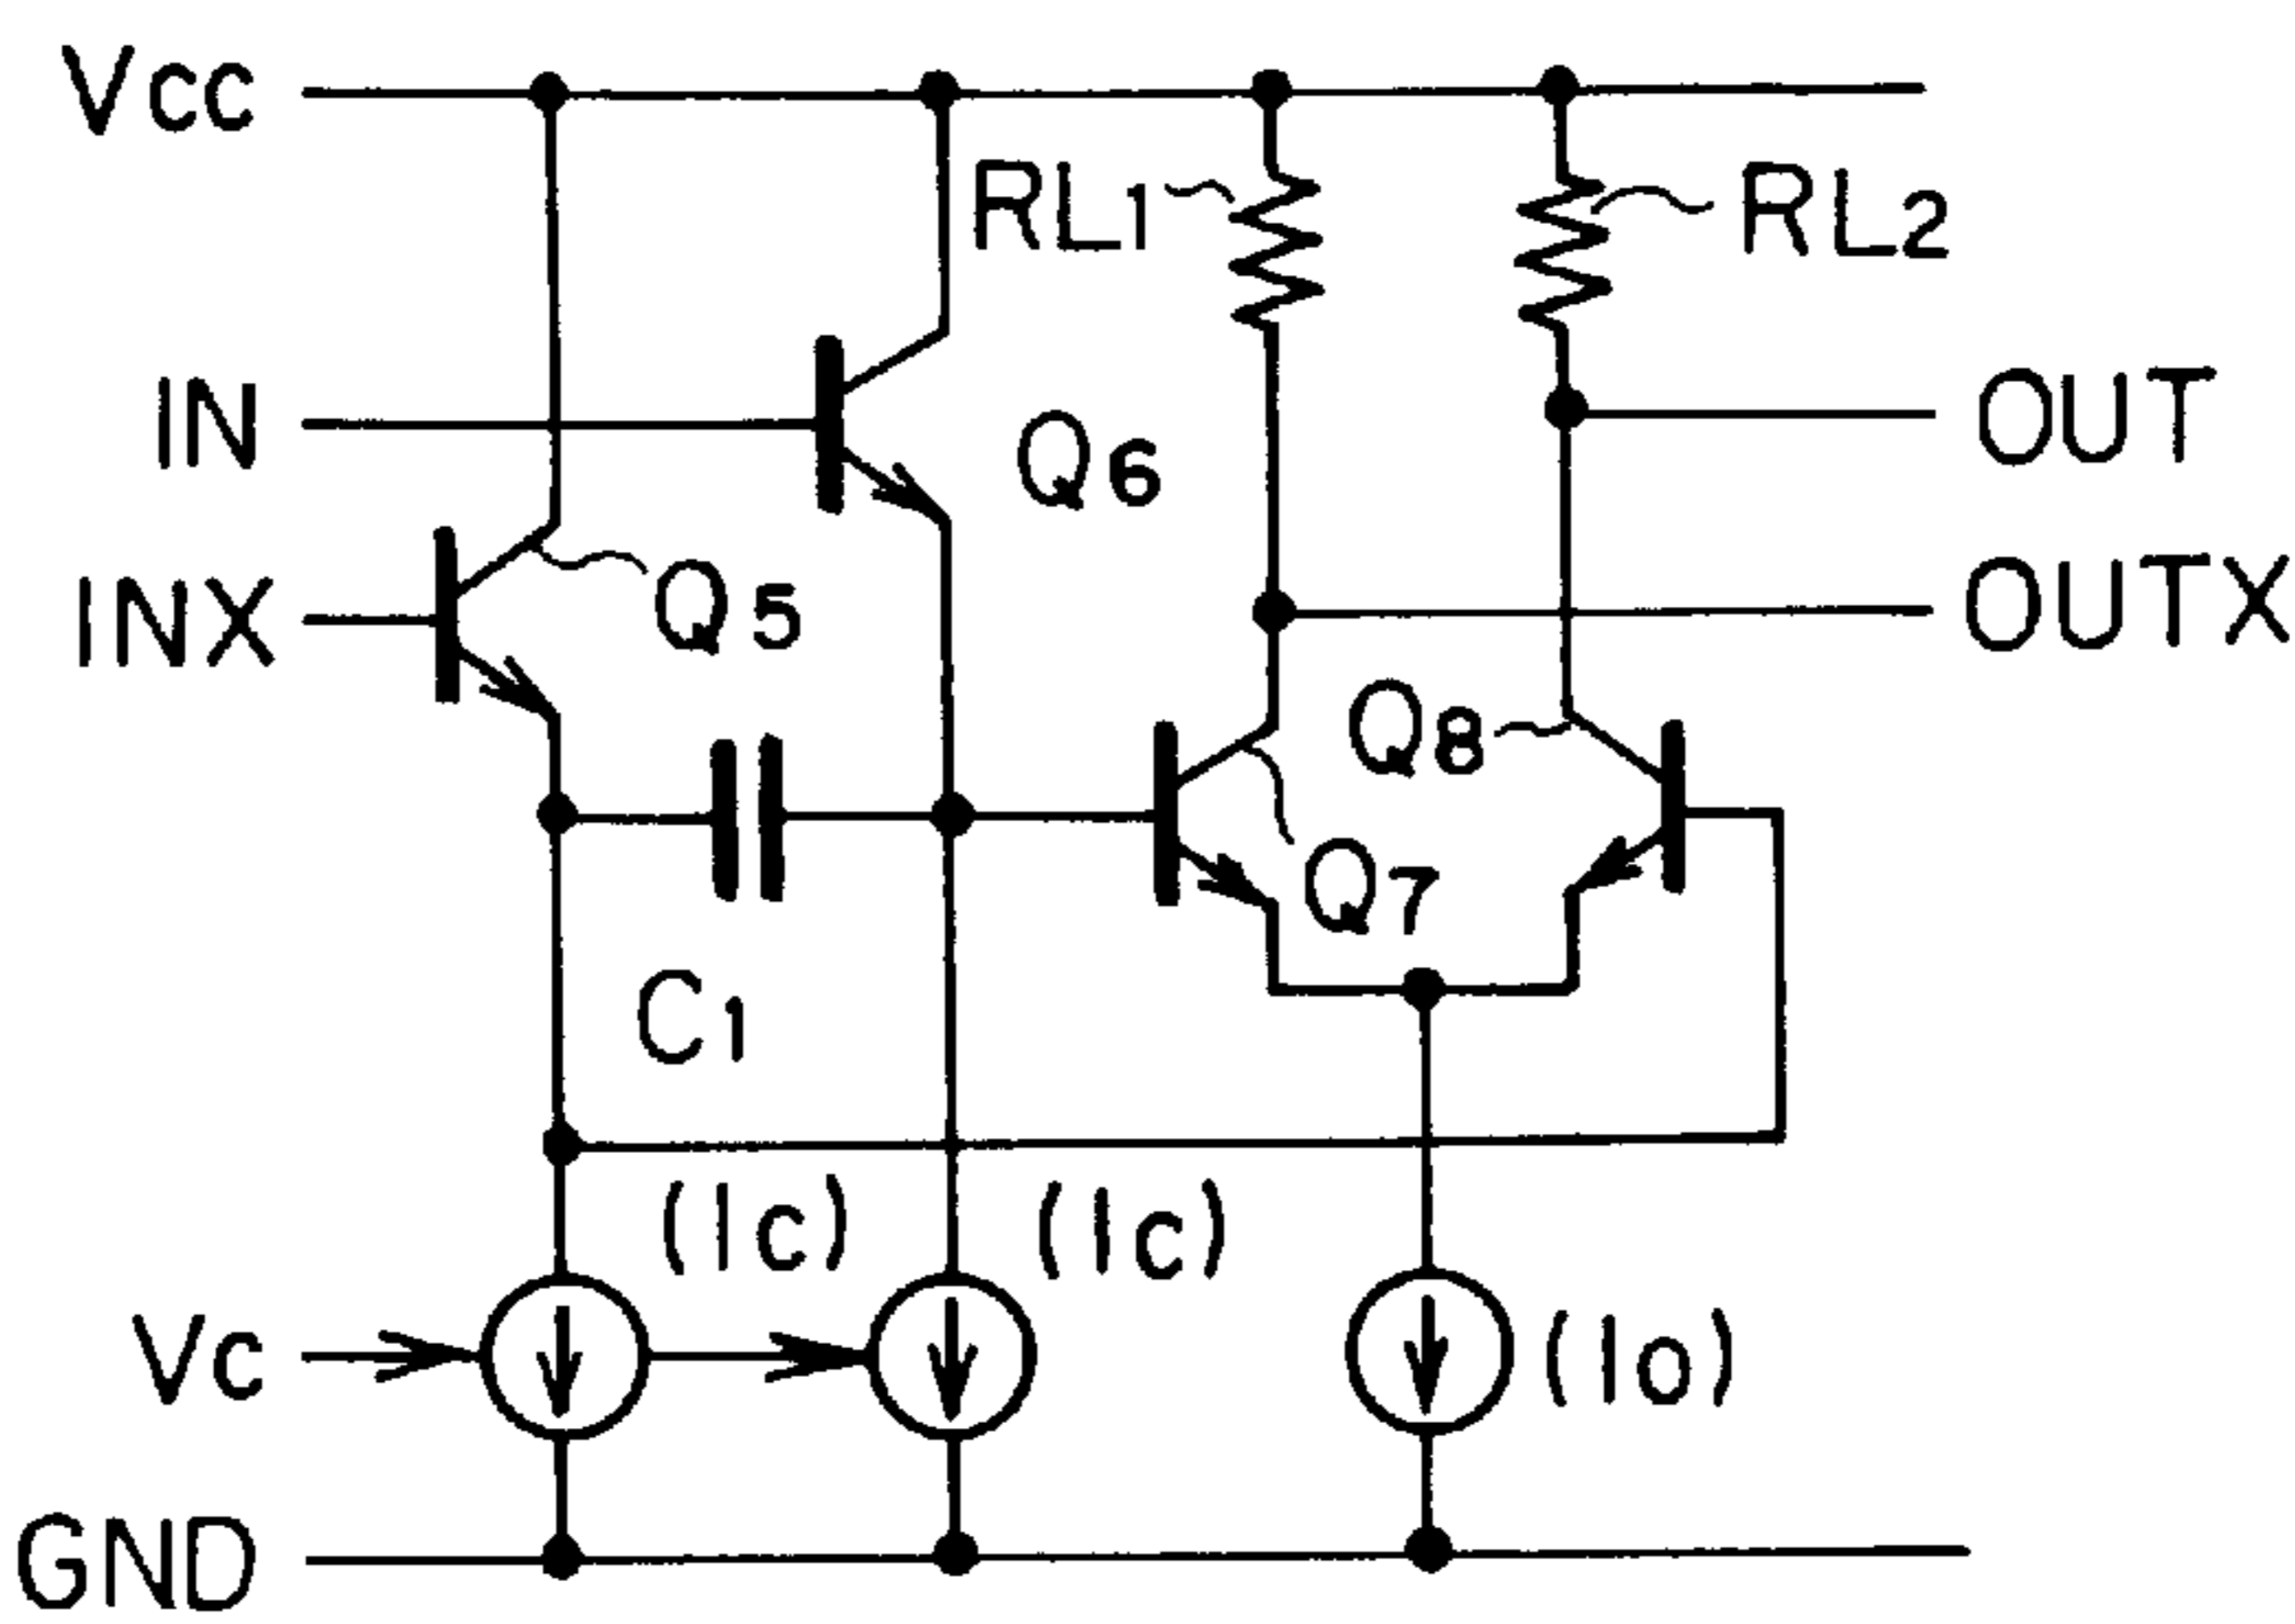 Vcc
RL1
RL2
IN
OUT
Q6
INX
Q5
OUTX
Q8
Q7
C1
(Ic)
(Ic)
Vc
(Io)
GND